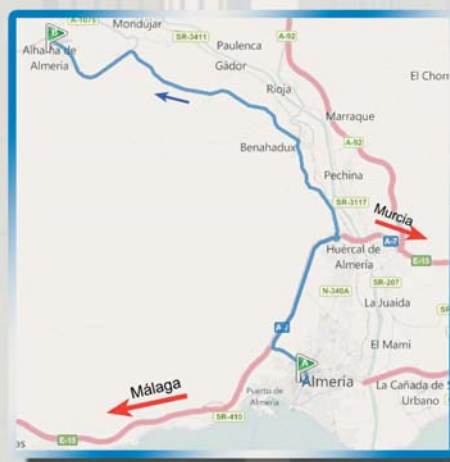 A-1075
Mondújar
SR-3411
Paulenca
A-92
B
Alhama de
Almería
Gádor
Rioja
El Chorr
Marraque
Benahadux
A-92
Pechina
SR-3117
Murcia
A-7
Huércal de
Almería
E-15
N-340A
SR-207
La Juaida
SR
A-7
El Mami
A
Almería
Málaga
Puerto de
Almería
La Cañada de S
Urbano
SR-410
E-15
os